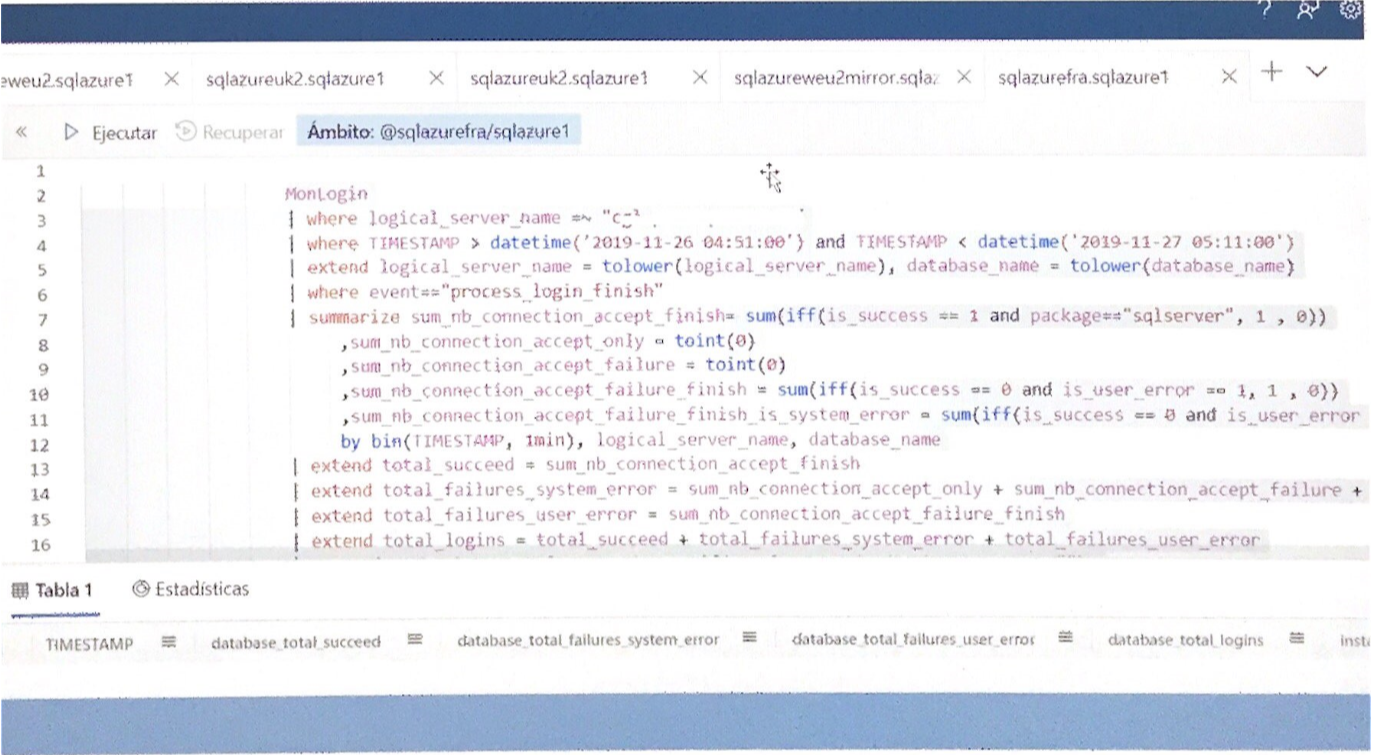 eweu2.sqlazure1 × sqlazureuk2.sqlazure1 × sqlazureuk2.sqlazure1 × sqlazureweu2mirror.sqlaz × sqlazurefra.sqlazure1 × + 
« Ejecutar Recuperar Ámbito: @sqlazurefra/sqlazure1
1
2 MonLogin
3 | where logical_server_name =~ "c
4 | where TIMESTAMP > datetime('2019-11-26 04:51:00') and TIMESTAMP < datetime('2019-11-27 05:11:00')
5 | extend logical_server_name = tolower(logical_server_name), database_name = tolower(database_name)
6 | where event=="process_login_finish"
7 | summarize sum_nb_connection_accept_finish= sum(iff(is_success == 1 and package=="sqlserver", 1 , 0))
8 ,sum_nb_connection_accept_only = toint(0)
9 ,sum_nb_connection_accept_failure = toint(0)
10 ,sum_nb_connection_accept_failure_finish = sum(iff(is_success == 0 and is_user_error == 1, 1 , 0))
11 ,sum_nb_connection_accept_failure_finish_is_system_error = sum(iff(is_success == 0 and is_user_error
12 by bin(TIMESTAMP, 1min), logical_server_name, database_name
13 | extend total_succeed = sum_nb_connection_accept_finish
14 | extend total_failures_system_error = sum_nb_connection_accept_only + sum_nb_connection_accept_failure +
15 | extend total_failures_user_error = sum_nb_connection_accept_failure_finish
16 | extend total_logins = total_succeed + total_failures_system_error + total_failures_user_error
Tabla 1 Estadísticas
TIMESTAMP database_total_succeed database_total_failures_system_error database_total_failures_user_error database_total_logins inst